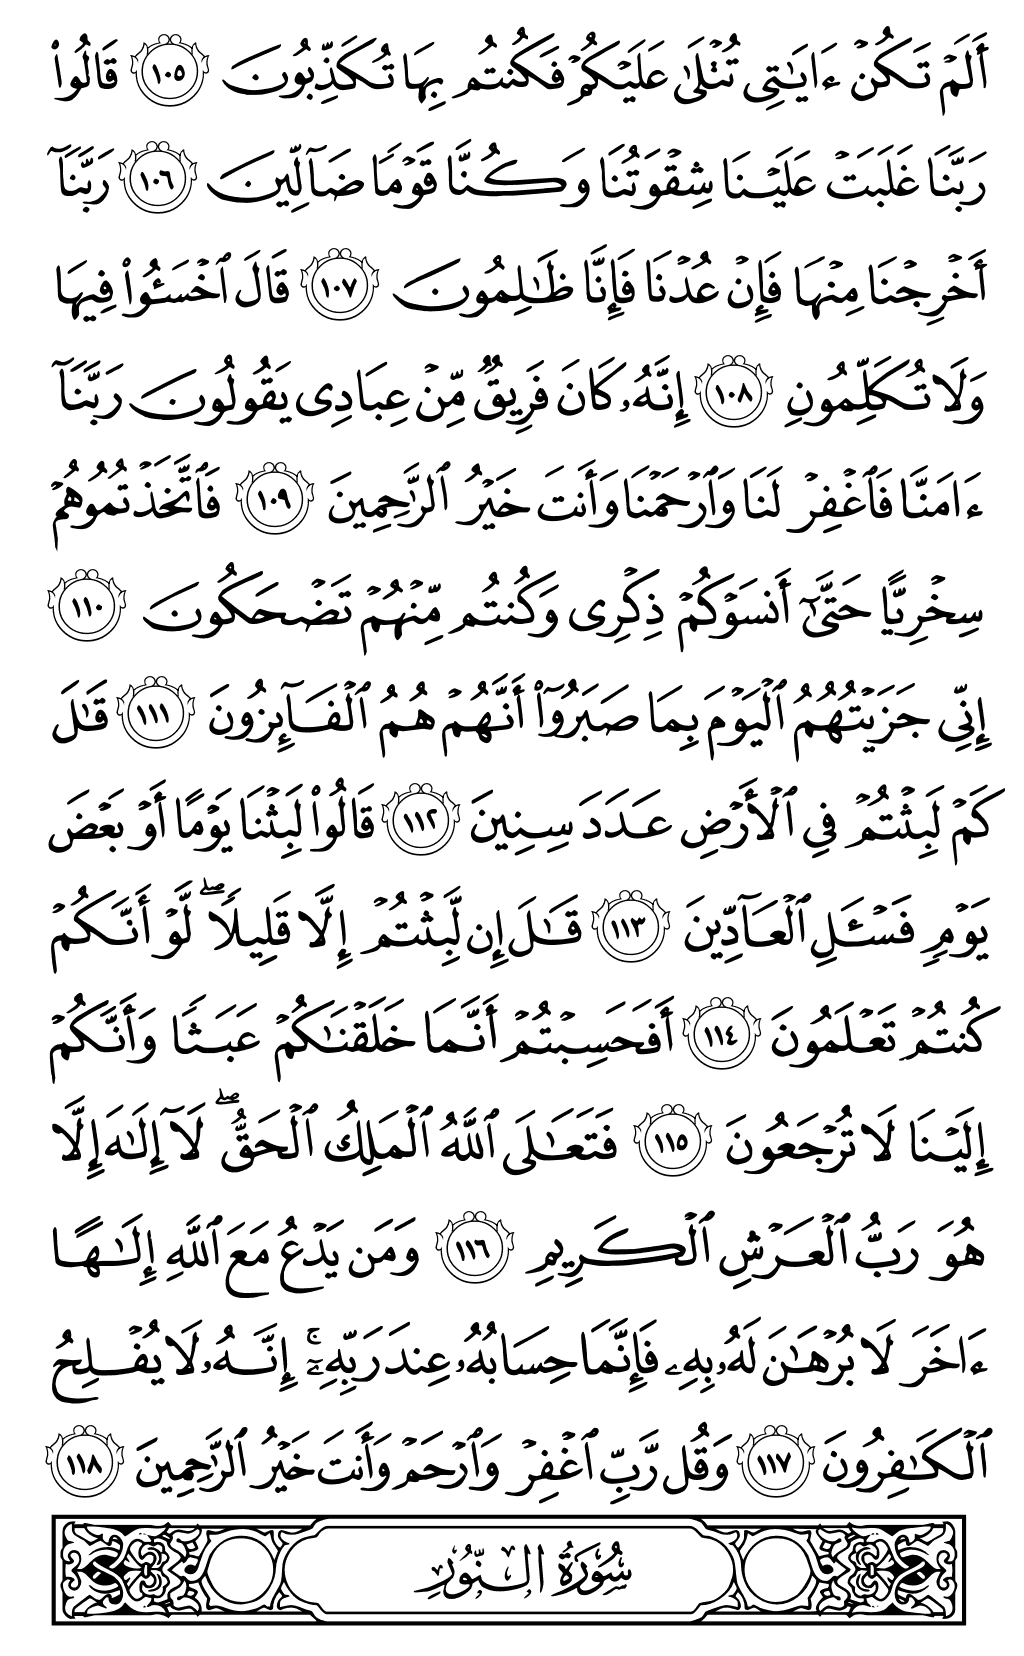 أَلَمْ تَكُنْ ءَايَـٰتِى تُتْلَىٰ عَلَيْكُمْ فَكُنتُم بِهَا تُكَذِّبُونَ ١٠٥ قَالُوا۟
رَبَّنَا غَلَبَتْ عَلَيْنَا شِقْوَتُنَا وَكُنَّا قَوْمًا ضَآلِّينَ ١٠٦ رَبَّنَآ
أَخْرِجْنَا مِنْهَا فَإِنْ عُدْنَا فَإِنَّا ظَـٰلِمُونَ ١٠٧ قَالَ ٱخْسَـُٔوا۟ فِيهَا
وَلَا تُكَلِّمُونِ ١٠٨ إِنَّهُۥ كَانَ فَرِيقٌ مِّنْ عِبَادِى يَقُولُونَ رَبَّنَآ
ءَامَنَّا فَٱغْفِرْ لَنَا وَٱرْحَمْنَا وَأَنتَ خَيْرُ ٱلرَّٰحِمِينَ ١٠٩ فَٱتَّخَذْتُمُوهُمْ
سِخْرِيًّا حَتَّىٰٓ أَنسَوْكُمْ ذِكْرِى وَكُنتُم مِّنْهُمْ تَضْحَكُونَ ١١٠
إِنِّى جَزَيْتُهُمُ ٱلْيَوْمَ بِمَا صَبَرُوٓا۟ أَنَّهُمْ هُمُ ٱلْفَآئِزُونَ ١١١ قَـٰلَ
كَمْ لَبِثْتُمْ فِى ٱلْأَرْضِ عَدَدَ سِنِينَ ١١٢ قَالُوا۟ لَبِثْنَا يَوْمًا أَوْ بَعْضَ
يَوْمٍ فَسْـَٔلِ ٱلْعَآدِّينَ ١١٣ قَـٰلَ إِن لَّبِثْتُمْ إِلَّا قَلِيلًا ۖ لَّوْ أَنَّكُمْ
كُنتُمْ تَعْلَمُونَ ١١٤ أَفَحَسِبْتُمْ أَنَّمَا خَلَقْنَـٰكُمْ عَبَثًا وَأَنَّكُمْ
إِلَيْنَا لَا تُرْجَعُونَ ١١٥ فَتَعَـٰلَى ٱللَّهُ ٱلْمَلِكُ ٱلْحَقُّ ۖ لَآ إِلَـٰهَ إِلَّا
هُوَ رَبُّ ٱلْعَرْشِ ٱلْكَرِيمِ ١١٦ وَمَن يَدْعُ مَعَ ٱللَّهِ إِلَـٰهًا
ءَاخَرَ لَا بُرْهَـٰنَ لَهُۥ بِهِۦ فَإِنَّمَا حِسَابُهُۥ عِندَ رَبِّهِۦٓ ۚ إِنَّهُۥ لَا يُفْلِحُ
ٱلْكَـٰفِرُونَ ١١٧ وَقُل رَّبِّ ٱغْفِرْ وَٱرْحَمْ وَأَنتَ خَيْرُ ٱلرَّٰحِمِينَ ١١٨
سُورَةُ النُّورِ